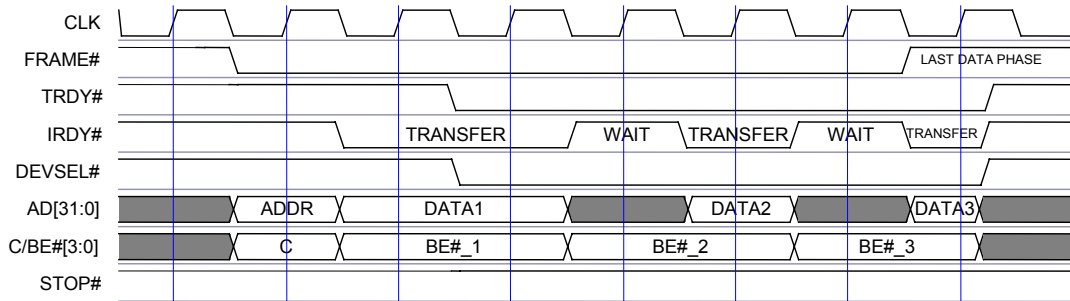 CLK
FRAME# LAST DATA PHASE
TRDY#
IRDY# TRANSFER WAIT TRANSFER WAIT TRANSFER
DEVSEL#
AD[31:0] ADDR DATA1 DATA2 DATA3
C/BE#[3:0] C BE#_1 BE#_2 BE#_3
STOP#